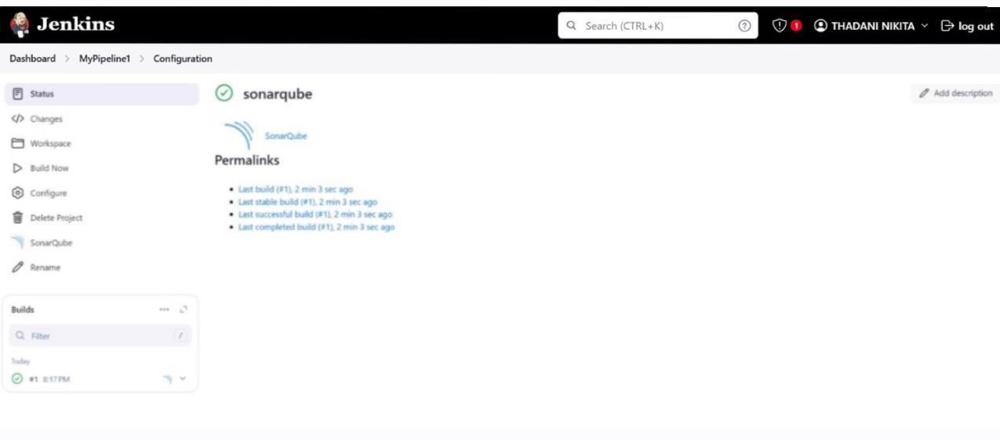 Jenkins
Search (CTRL+K)
?
1
THADANI NIKITA
log out
Dashboard > MyPipeline1 > Configuration
Status
Changes
Workspace
Build Now
Configure
Delete Project
SonarQube
Rename
sonarqube
Add description
SonarQube
Permalinks
Last build (#1), 2 min 3 sec ago
Last stable build (#1), 2 min 3 sec ago
Last successful build (#1), 2 min 3 sec ago
Last completed build (#1), 2 min 3 sec ago
Builds
Filter
/
Today
#1 8:17 PM